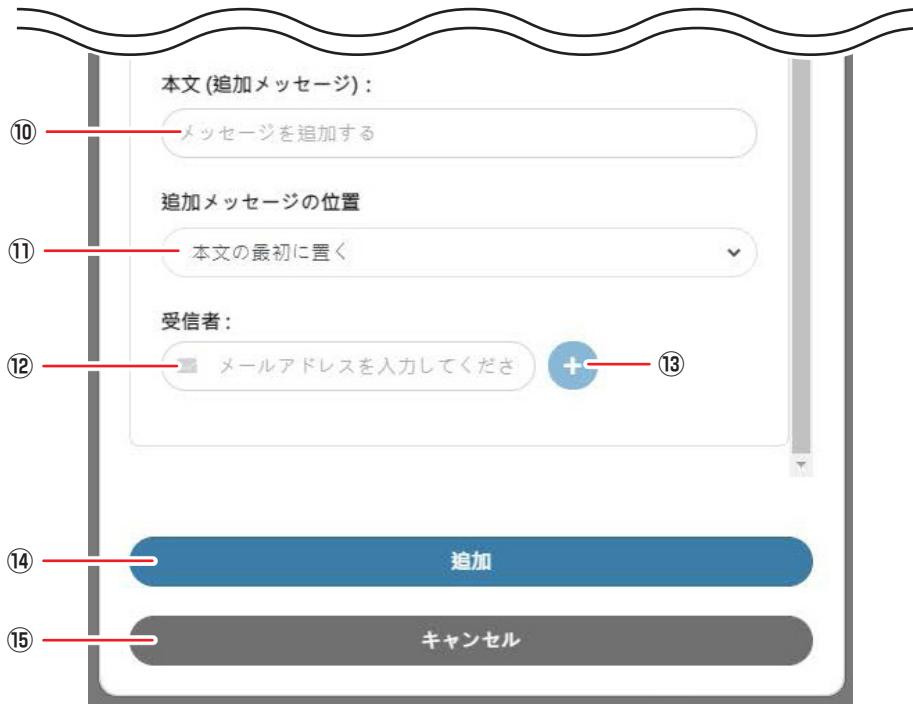 本文 (追加メッセージ) :
⑩ メッセージを追加する
追加メッセージの位置
⑪ 本文の最初に置く
受信者 :
⑫ メールアドレスを入力してくださ + ⑬
⑭ 追加
⑮ キャンセル